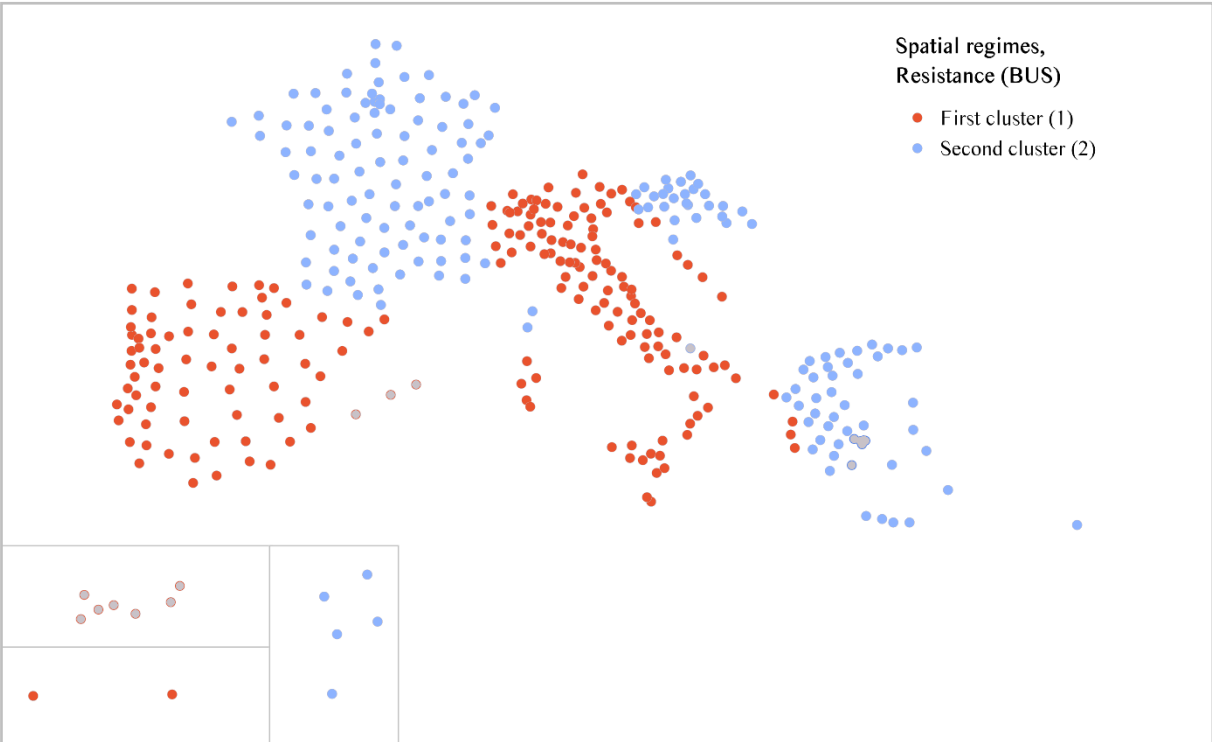 Spatial regimes,
Resistance (BUS)
First cluster (1)
Second cluster (2)